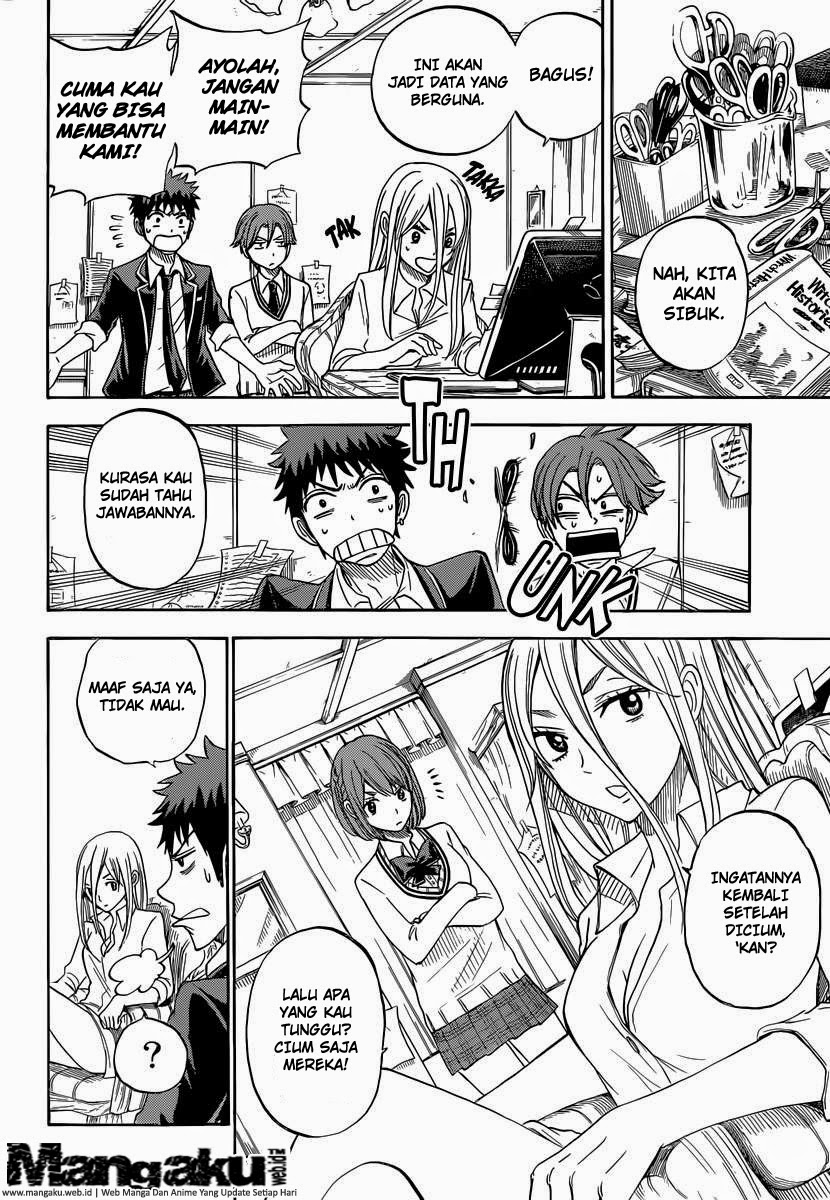 NAH, KITA
AKAN
SIBUK.
Witch
Histories
BAGUS!
INI AKAN
JADI DATA YANG
BERGUNA.
AYOLAH,
JANGAN
MAIN-
MAIN!
CUMA KAU
YANG BISA
MEMBANTU
KAMI!
TAKKA
TAK
TH
UNK
KURASA KAU
SUDAH TAHU
JAWABANNYA.
INGATANNYA
KEMBALI
SETELAH
DICIUM,
'KAN?
LALU APA
YANG KAU
TUNGGU?
CIUM SAJA
MEREKA!
MAAF SAJA YA,
TIDAK MAU.
?
Mangaku
www.mangaku.web.id | Web Manga Dan Anime Yang Update Setiap Hari